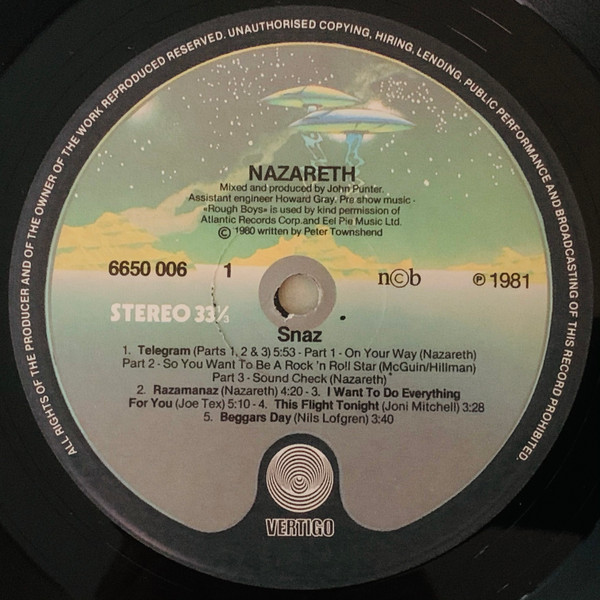 ALL RIGHTS OF THE PRODUCER AND OF THE OWNER OF THE WORK REPRODUCED RESERVED. UNAUTHORISED COPYING, HIRING, LENDING, PUBLIC PERFORMANCE AND BROADCASTING OF THIS RECORD PROHIBITED.
NAZARETH
Mixed and produced by John Punter.
Assistant engineer Howard Gray. Pre show music -
«Rough Boys» is used by kind permission of
Atlantic Records Corp.and Eel Pie Music Ltd.
© 1980 written by Peter Townshend
6650 006 1 n©b ℗ 1981
STEREO 33⅓
Snaz
1. Telegram (Parts 1, 2 & 3) 5:53 - Part 1 - On Your Way (Nazareth)
Part 2 - So You Want To Be A Rock 'n Roll Star (McGuin/Hillman)
Part 3 - Sound Check (Nazareth)
2. Razamanaz (Nazareth) 4:20 - 3. I Want To Do Everything
For You (Joe Tex) 5:10 - 4. This Flight Tonight (Joni Mitchell) 3:28
5. Beggars Day (Nils Lofgren) 3:40
VERTIGO